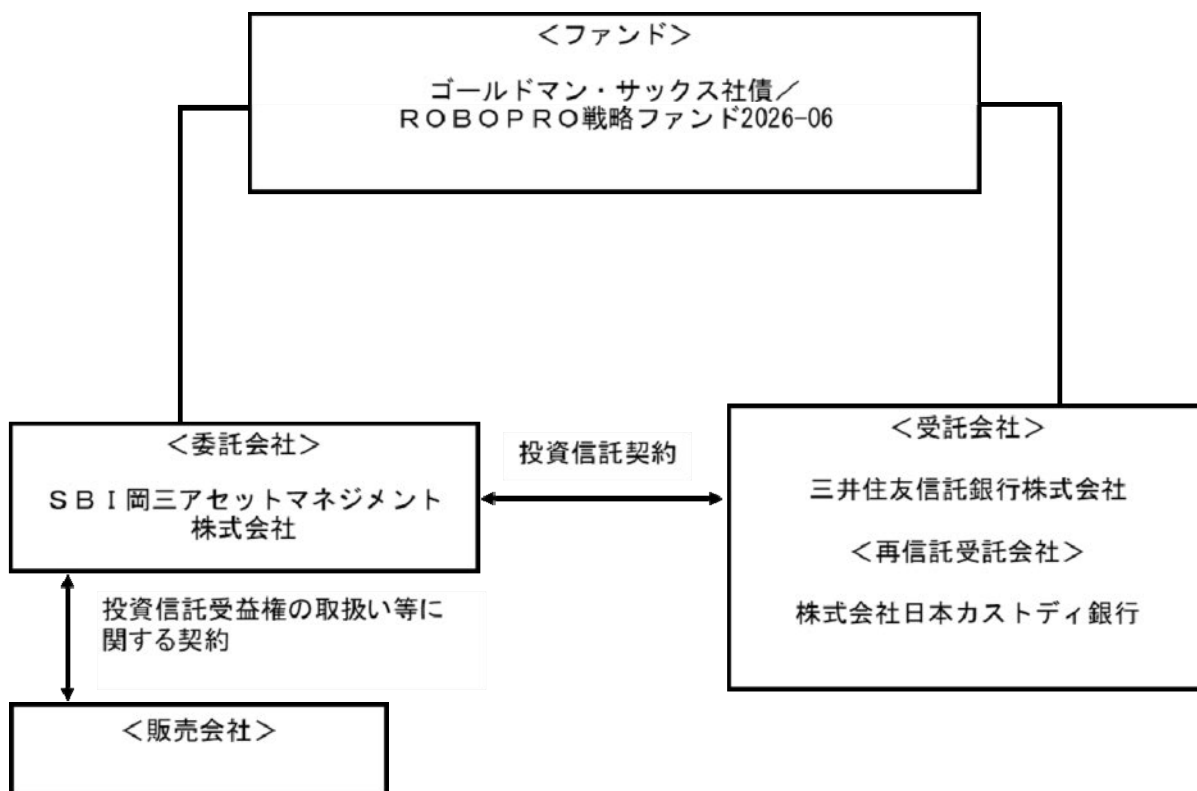 ＜ファンド＞
ゴールドマン・サックス社債／
ＲＯＢＯＰＲＯ戦略ファンド2026-06
＜委託会社＞
ＳＢＩ岡三アセットマネジメント
株式会社
投資信託契約
＜受託会社＞
三井住友信託銀行株式会社
＜再信託受託会社＞
株式会社日本カストディ銀行
投資信託受益権の取扱い等に
関する契約
＜販売会社＞